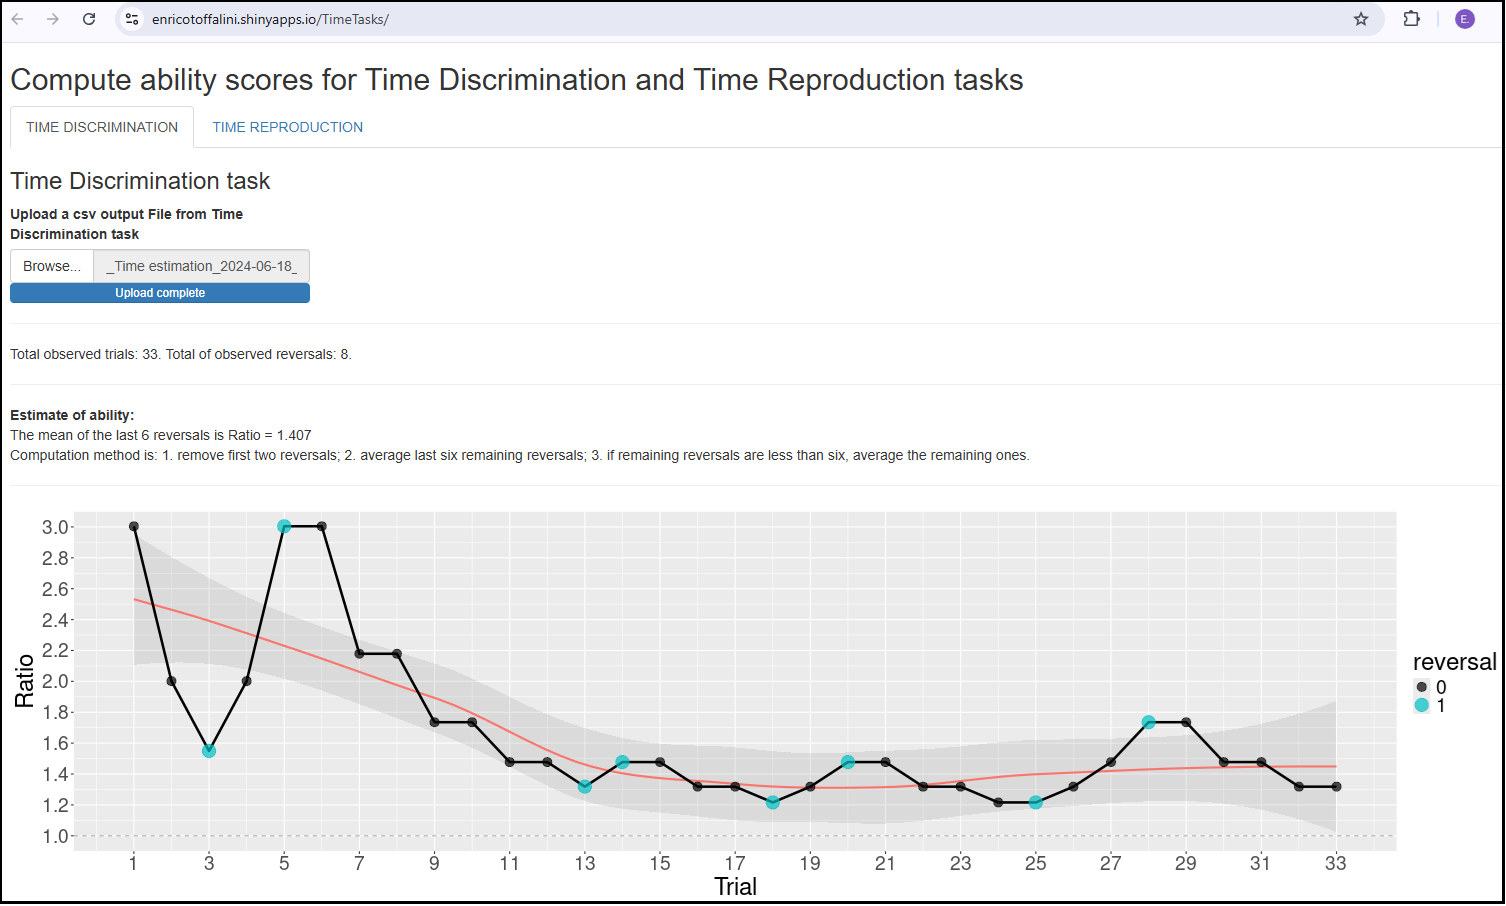 enricotoffalini.shinyapps.io/TimeTasks/
E.
Compute ability scores for Time Discrimination and Time Reproduction tasks
TIME DISCRIMINATION TIME REPRODUCTION
Time Discrimination task
Upload a csv output File from Time
Discrimination task
Browse... _Time estimation_2024-06-18_
Upload complete
Total observed trials: 33. Total of observed reversals: 8.
Estimate of ability:
The mean of the last 6 reversals is Ratio = 1.407
Computation method is: 1. remove first two reversals; 2. average last six remaining reversals; 3. if remaining reversals are less than six, average the remaining ones.
Ratio
3.0
2.8
2.6
2.4
2.2
2.0
1.8
1.6
1.4
1.2
1.0
1 3 5 7 9 11 13 15 17 19 21 23 25 27 29 31 33
Trial
reversal
0
1